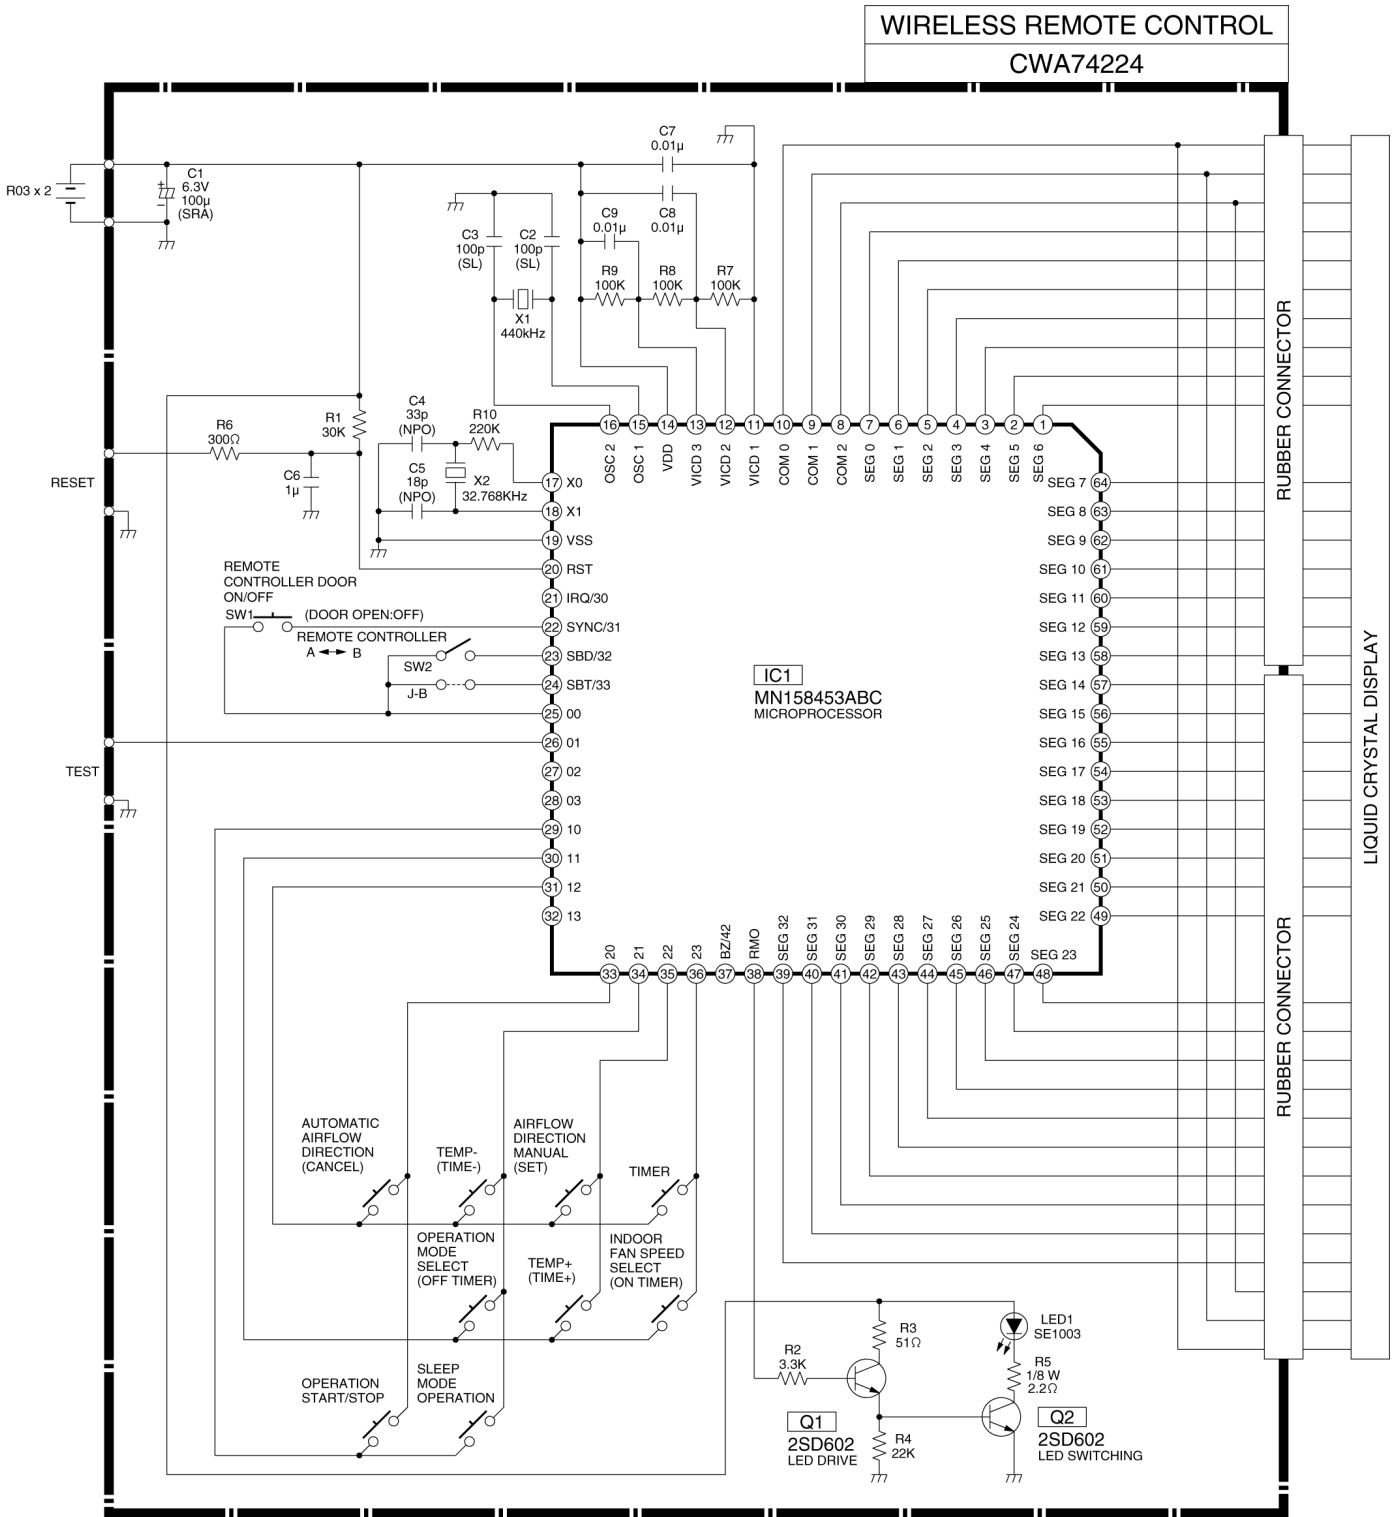 WIRELESS REMOTE CONTROL
CWA74224
R03 x 2
C1
6.3V
100µ
(SRA)
+
–
C7
0.01µ
C8
0.01µ
C9
0.01µ
C3
100p
(SL)
C2
100p
(SL)
X1
440kHz
R9
100K
R8
100K
R7
100K
R6
300Ω
R1
30K
C6
1µ
C4
33p
(NPO)
R10
220K
C5
18p
(NPO)
X2
32.768KHz
RESET
TEST
REMOTE
CONTROLLER DOOR
ON/OFF
SW1
(DOOR OPEN:OFF)
REMOTE CONTROLLER
A ◄► B
SW2
J-B
16 15 14 13 12 11 10 9 8 7 6 5 4 3 2 1
OSC 2
OSC 1
VDD
VICD 3
VICD 2
VICD 1
COM 0
COM 1
COM 2
SEG 0
SEG 1
SEG 2
SEG 3
SEG 4
SEG 5
SEG 6
17 X0
18 X1
19 VSS
20 RST
21 IRQ/30
22 SYNC/31
23 SBD/32
24 SBT/33
25 00
26 01
27 02
28 03
29 10
30 11
31 12
32 13
IC1
MN158453ABC
MICROPROCESSOR
SEG 7 64
SEG 8 63
SEG 9 62
SEG 10 61
SEG 11 60
SEG 12 59
SEG 13 58
SEG 14 57
SEG 15 56
SEG 16 55
SEG 17 54
SEG 18 53
SEG 19 52
SEG 20 51
SEG 21 50
SEG 22 49
20
21
22
23
BZ/42
RMO
SEG 32
SEG 31
SEG 30
SEG 29
SEG 28
SEG 27
SEG 26
SEG 25
SEG 24
SEG 23
33 34 35 36 37 38 39 40 41 42 43 44 45 46 47 48
RUBBER CONNECTOR
RUBBER CONNECTOR
LIQUID CRYSTAL DISPLAY
AUTOMATIC
AIRFLOW
DIRECTION
(CANCEL)
TEMP-
(TIME-)
AIRFLOW
DIRECTION
MANUAL
(SET)
TIMER
OPERATION
MODE
SELECT
(OFF TIMER)
TEMP+
(TIME+)
INDOOR
FAN SPEED
SELECT
(ON TIMER)
OPERATION
START/STOP
SLEEP
MODE
OPERATION
R2
3.3K
R3
51Ω
LED1
SE1003
R5
1/8 W
2.2Ω
Q1
2SD602
LED DRIVE
R4
22K
Q2
2SD602
LED SWITCHING